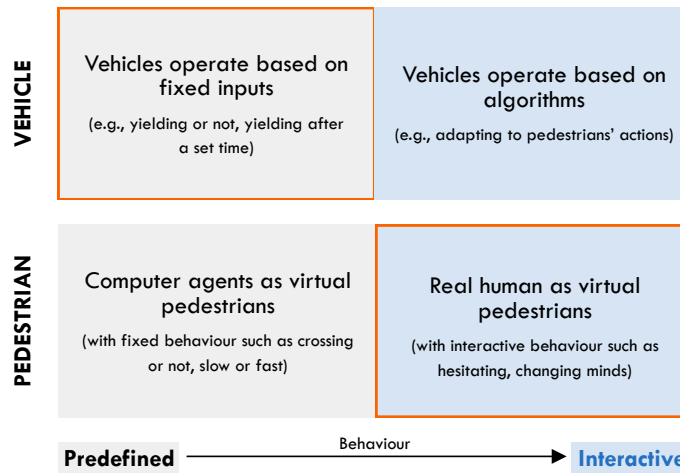 VEHICLE
Vehicles operate based on
fixed inputs
(e.g., yielding or not, yielding after
a set time)
Vehicles operate based on
algorithms
(e.g., adapting to pedestrians' actions)
PEDESTRIAN
Computer agents as virtual
pedestrians
(with fixed behaviour such as crossing
or not, slow or fast)
Real human as virtual
pedestrians
(with interactive behaviour such as
hesitating, changing minds)
Predefined
Behaviour
Interactive